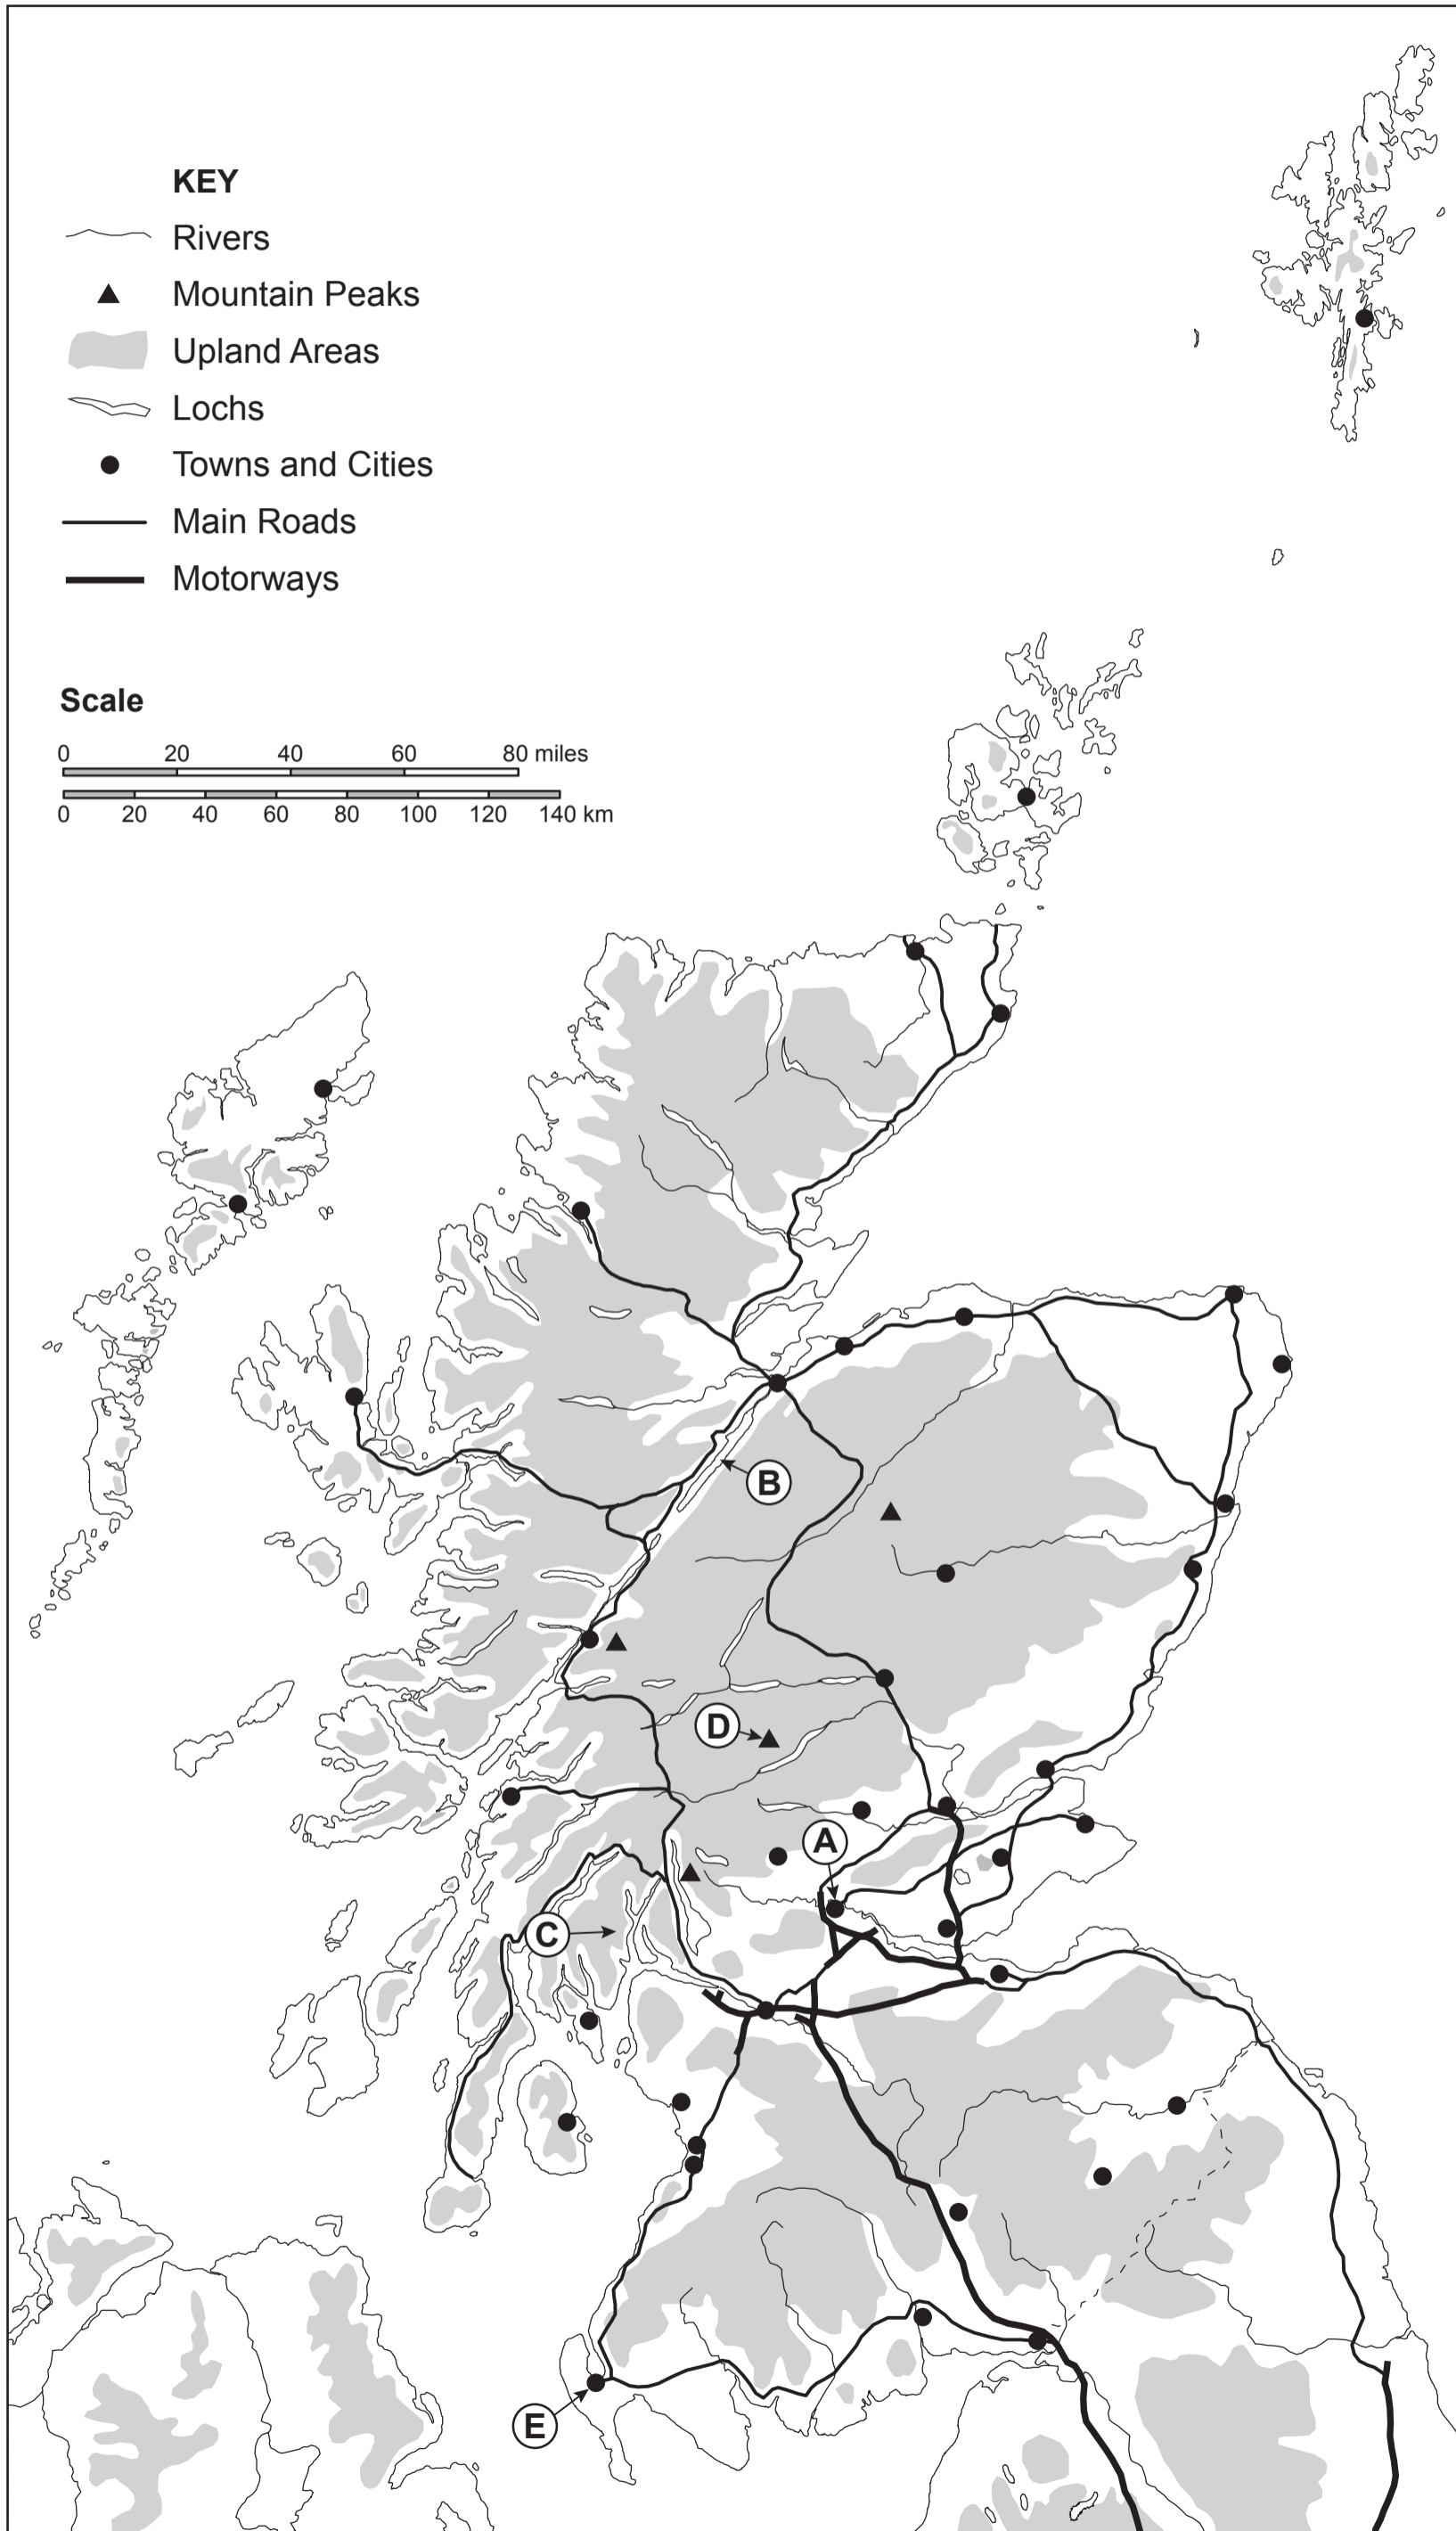 KEY
Rivers
Mountain Peaks
Upland Areas
Lochs
Towns and Cities
Main Roads
Motorways
Scale
0 20 40 60 80 miles
0 20 40 60 80 100 120 140 km
B
D
A
C
E